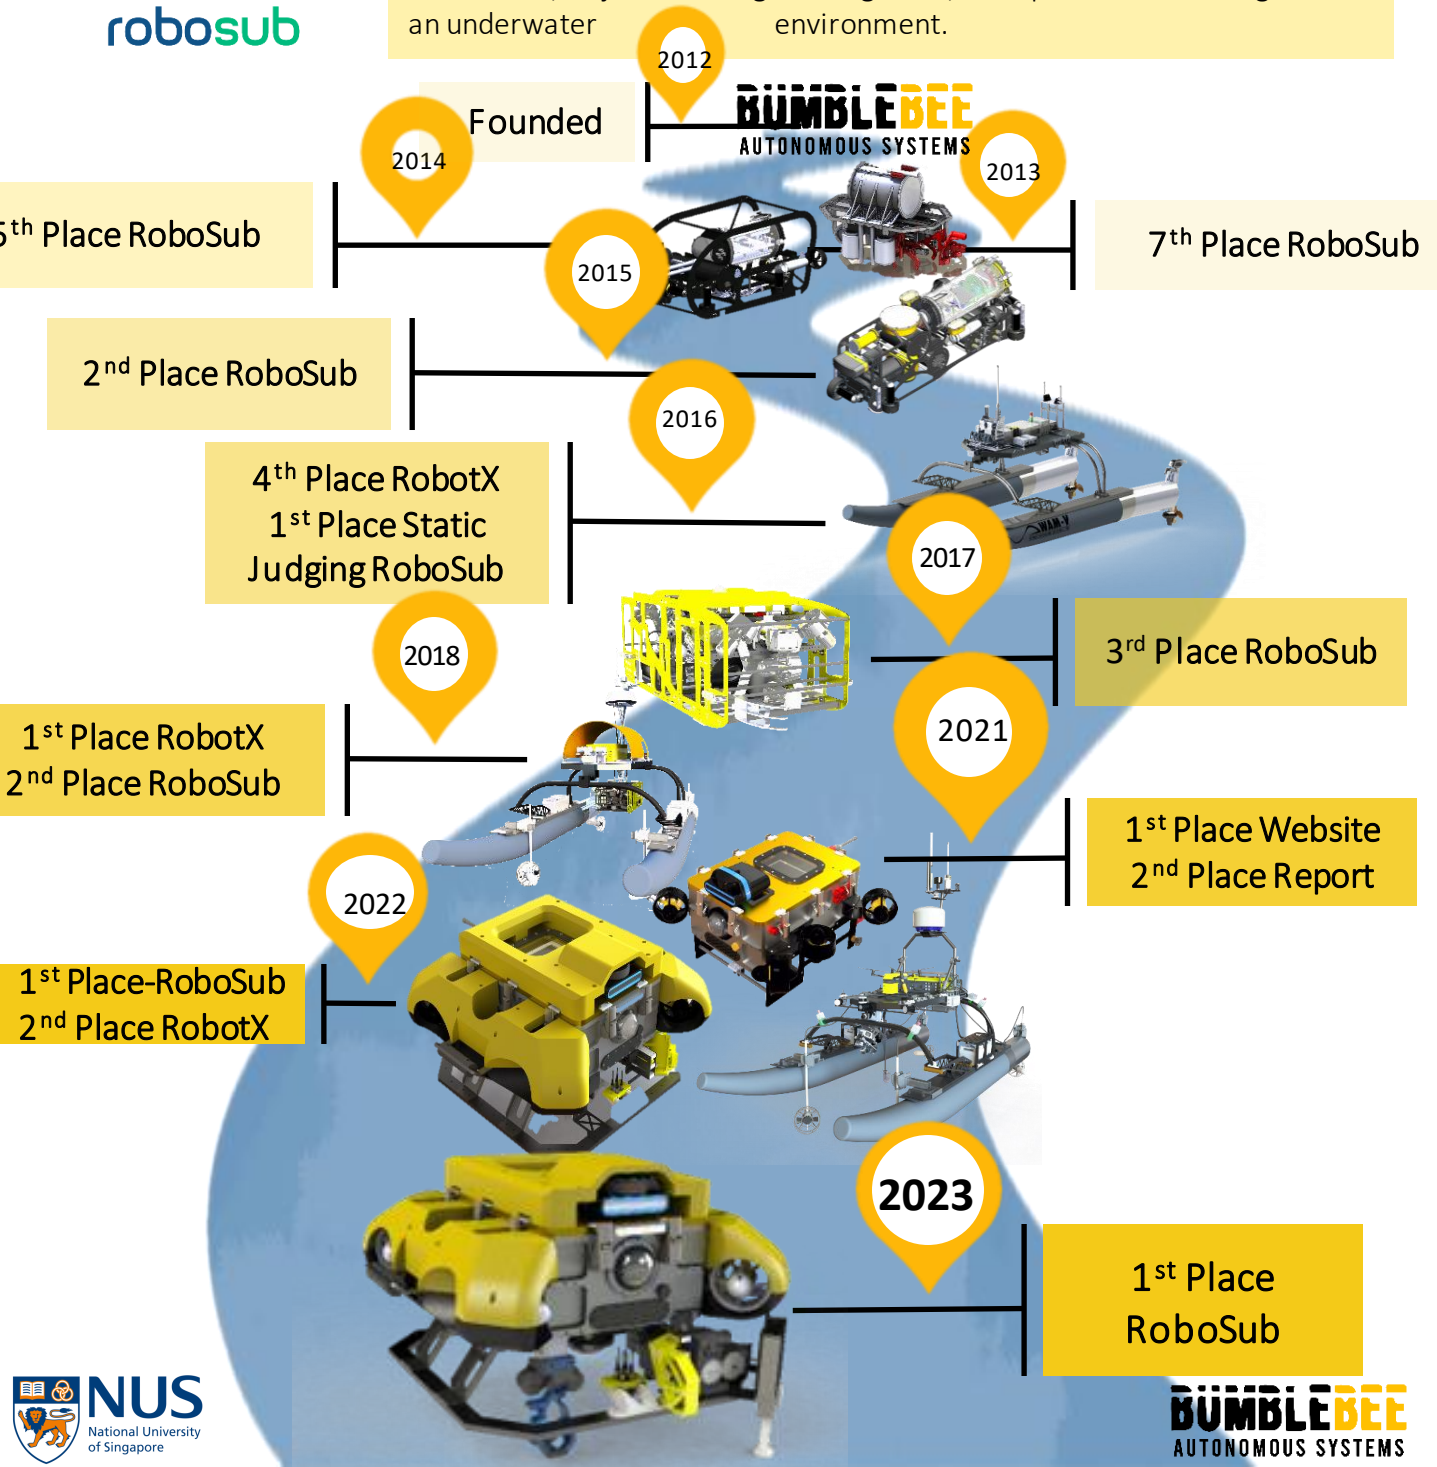 robosub
an underwater environment.
2012
Founded
BUMBLEBEE
AUTONOMOUS SYSTEMS
2014
2013
th Place RoboSub
7th Place RoboSub
2015
2nd Place RoboSub
2016
4th Place RobotX
1st Place Static
Judging RoboSub
WAM-V
2017
3rd Place RoboSub
2018
1st Place RobotX
2nd Place RoboSub
2021
1st Place Website
2nd Place Report
2022
1st Place-RoboSub
2nd Place RobotX
2023
1st Place
RoboSub
NUS
National University
of Singapore
BUMBLEBEE
AUTONOMOUS SYSTEMS